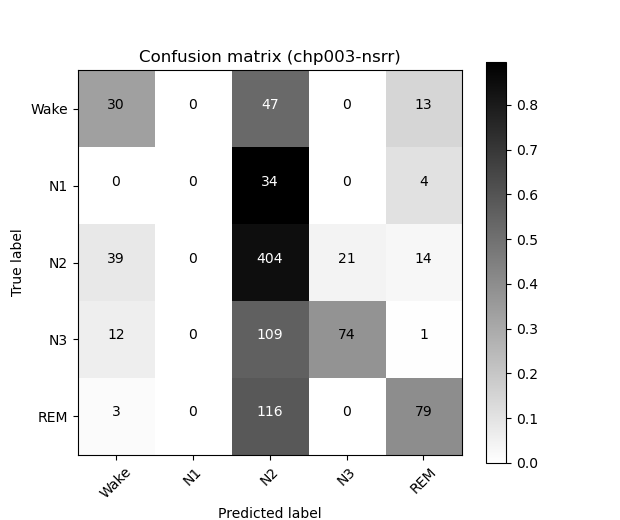 Confusion matrix (chp003-nsrr)
Wake 30 0 47 0 13
N1 0 0 34 0 4
N2 39 0 404 21 14
N3 12 0 109 74 1
REM 3 0 116 0 79
Wake N1 N2 N3 REM
True label
Predicted label
0.8
0.7
0.6
0.5
0.4
0.3
0.2
0.1
0.0